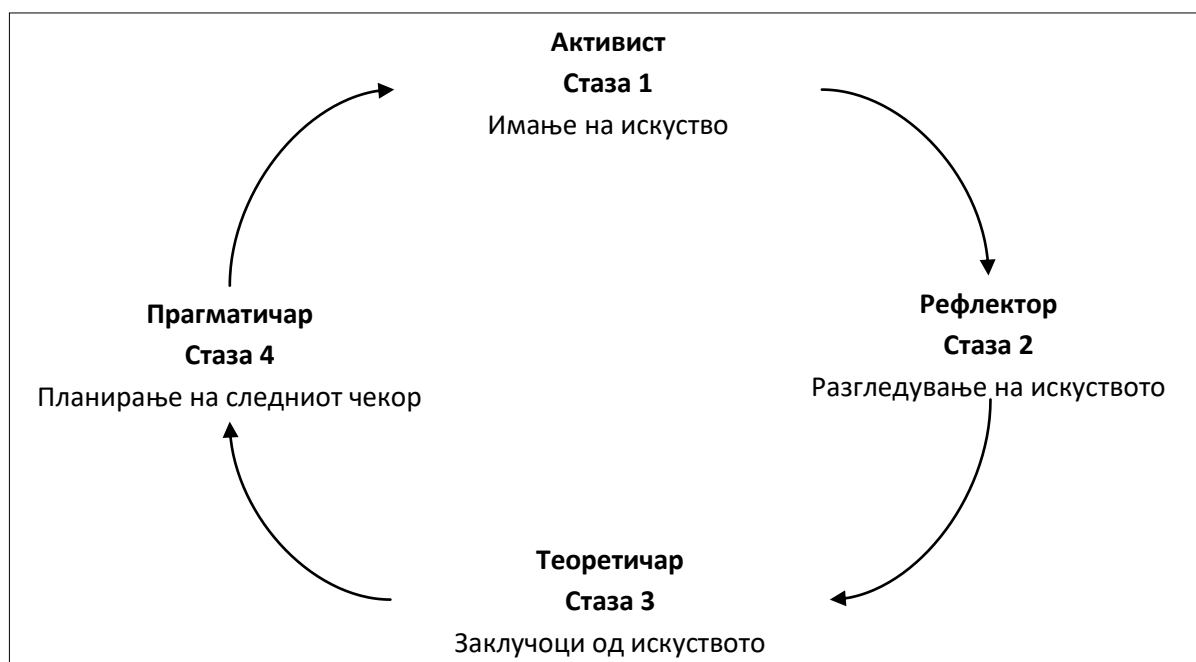 Активист
Стаза 1
Имање на искуство
Рефлектор
Стаза 2
Разгледување на искуството
Теоретичар
Стаза 3
Заклучоци од искуството
Прагматичар
Стаза 4
Планирање на следниот чекор